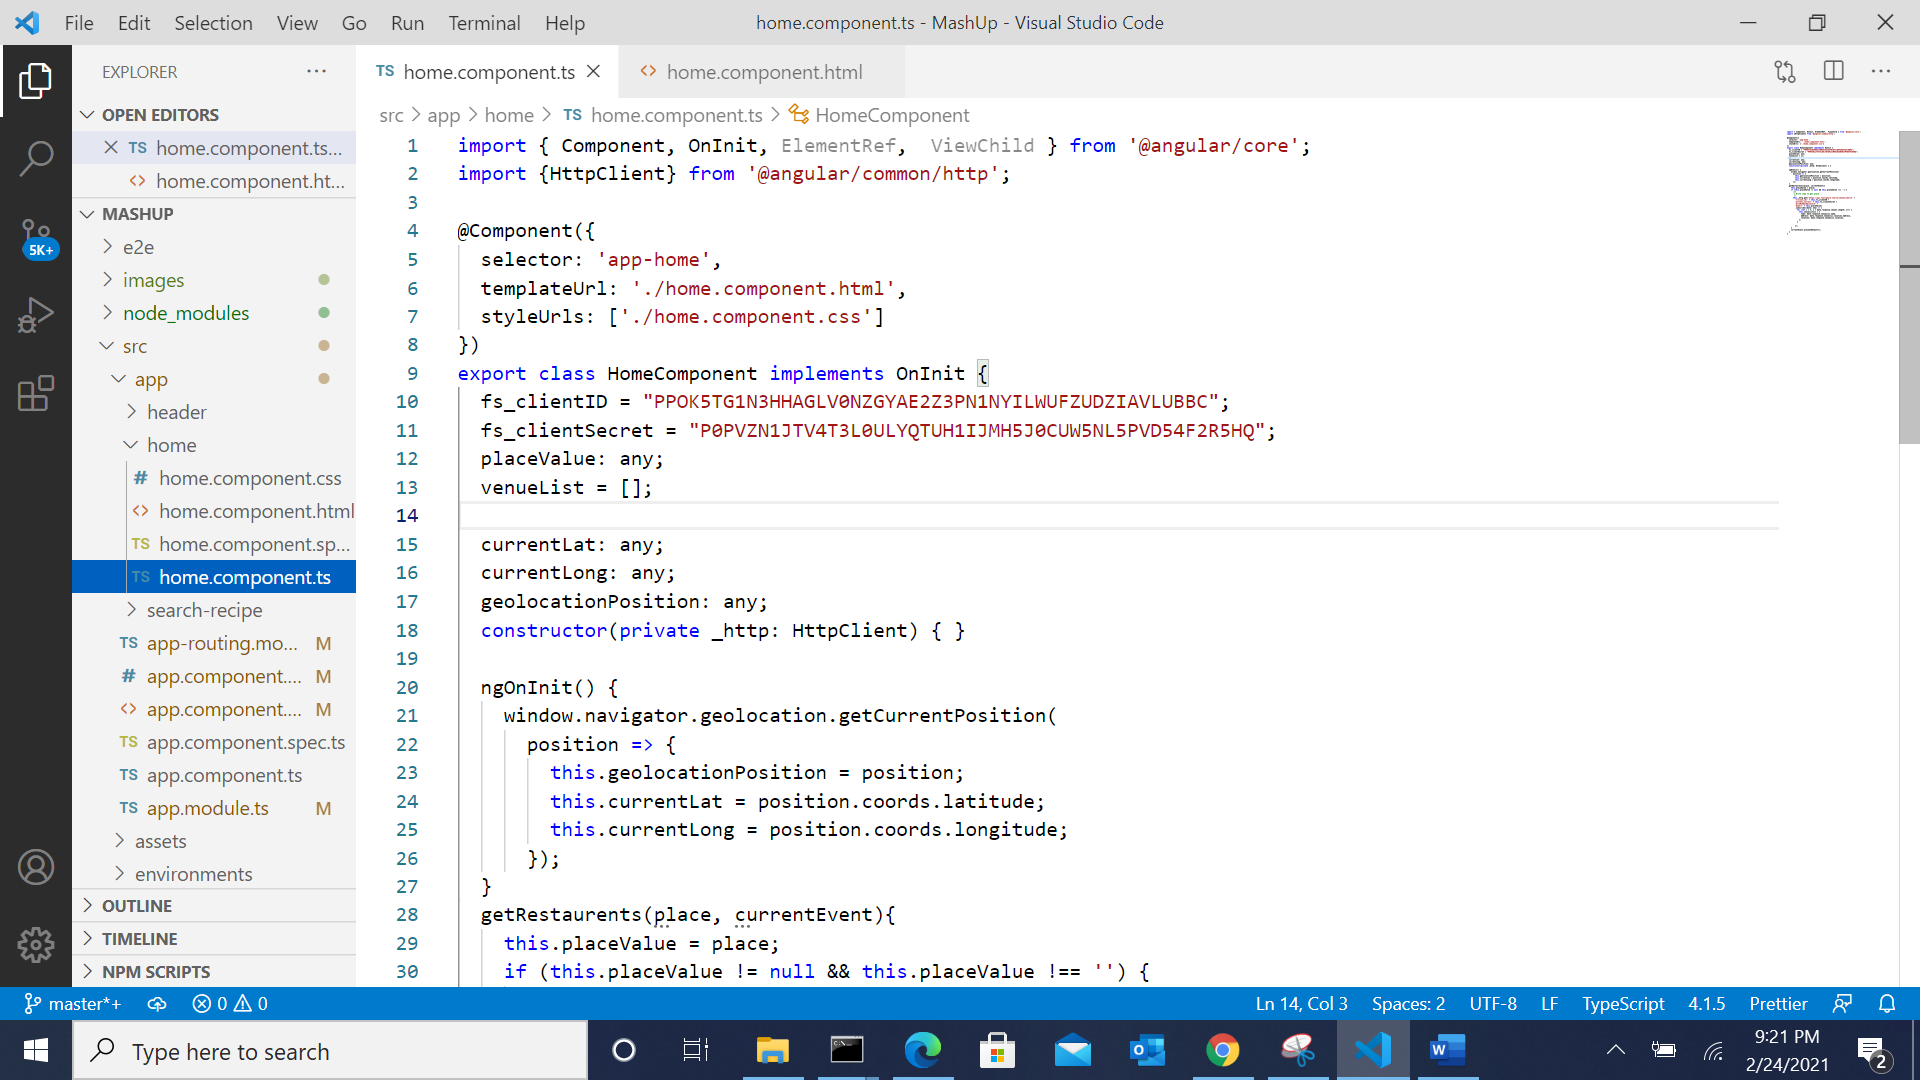 File Edit Selection View Go Run Terminal Help
home.component.ts - MashUp - Visual Studio Code
EXPLORER
OPEN EDITORS
TS home.component.ts...
<> home.component.ht...
MASHUP
e2e
images
node_modules
src
app
header
home
# home.component.css
<> home.component.html
TS home.component.sp...
TS home.component.ts
search-recipe
TS app-routing.mo... M
# app.component.... M
<> app.component.... M
TS app.component.spec.ts
TS app.component.ts
TS app.module.ts M
assets
environments
OUTLINE
TIMELINE
NPM SCRIPTS
5K+
TS home.component.ts
<> home.component.html
src > app > home > TS home.component.ts > HomeComponent
1 import { Component, OnInit, ElementRef,  ViewChild } from '@angular/core';
2 import {HttpClient} from '@angular/common/http';
3
4 @Component({
5   selector: 'app-home',
6   templateUrl: './home.component.html',
7   styleUrls: ['./home.component.css']
8 })
9 export class HomeComponent implements OnInit {
10   fs_clientID = "PPOK5TG1N3HHAGLV0NZGYAE2Z3PN1NYILWUFZUDZIAVLUBBC";
11   fs_clientSecret = "P0PVZN1JTV4T3L0ULYQTUH1IJMH5J0CUW5NL5PVD54F2R5HQ";
12   placeValue: any;
13   venueList = [];
14
15   currentLat: any;
16   currentLong: any;
17   geolocationPosition: any;
18   constructor(private _http: HttpClient) { }
19
20   ngOnInit() {
21     window.navigator.geolocation.getCurrentPosition(
22       position => {
23         this.geolocationPosition = position;
24         this.currentLat = position.coords.latitude;
25         this.currentLong = position.coords.longitude;
26       });
27   }
28   getRestaurents(place, currentEvent){
29     this.placeValue = place;
30     if (this.placeValue != null && this.placeValue !== '') {
master*+ 0 0
Ln 14, Col 3 Spaces: 2 UTF-8 LF TypeScript 4.1.5 Prettier
Type here to search
9:21 PM
2/24/2021
2